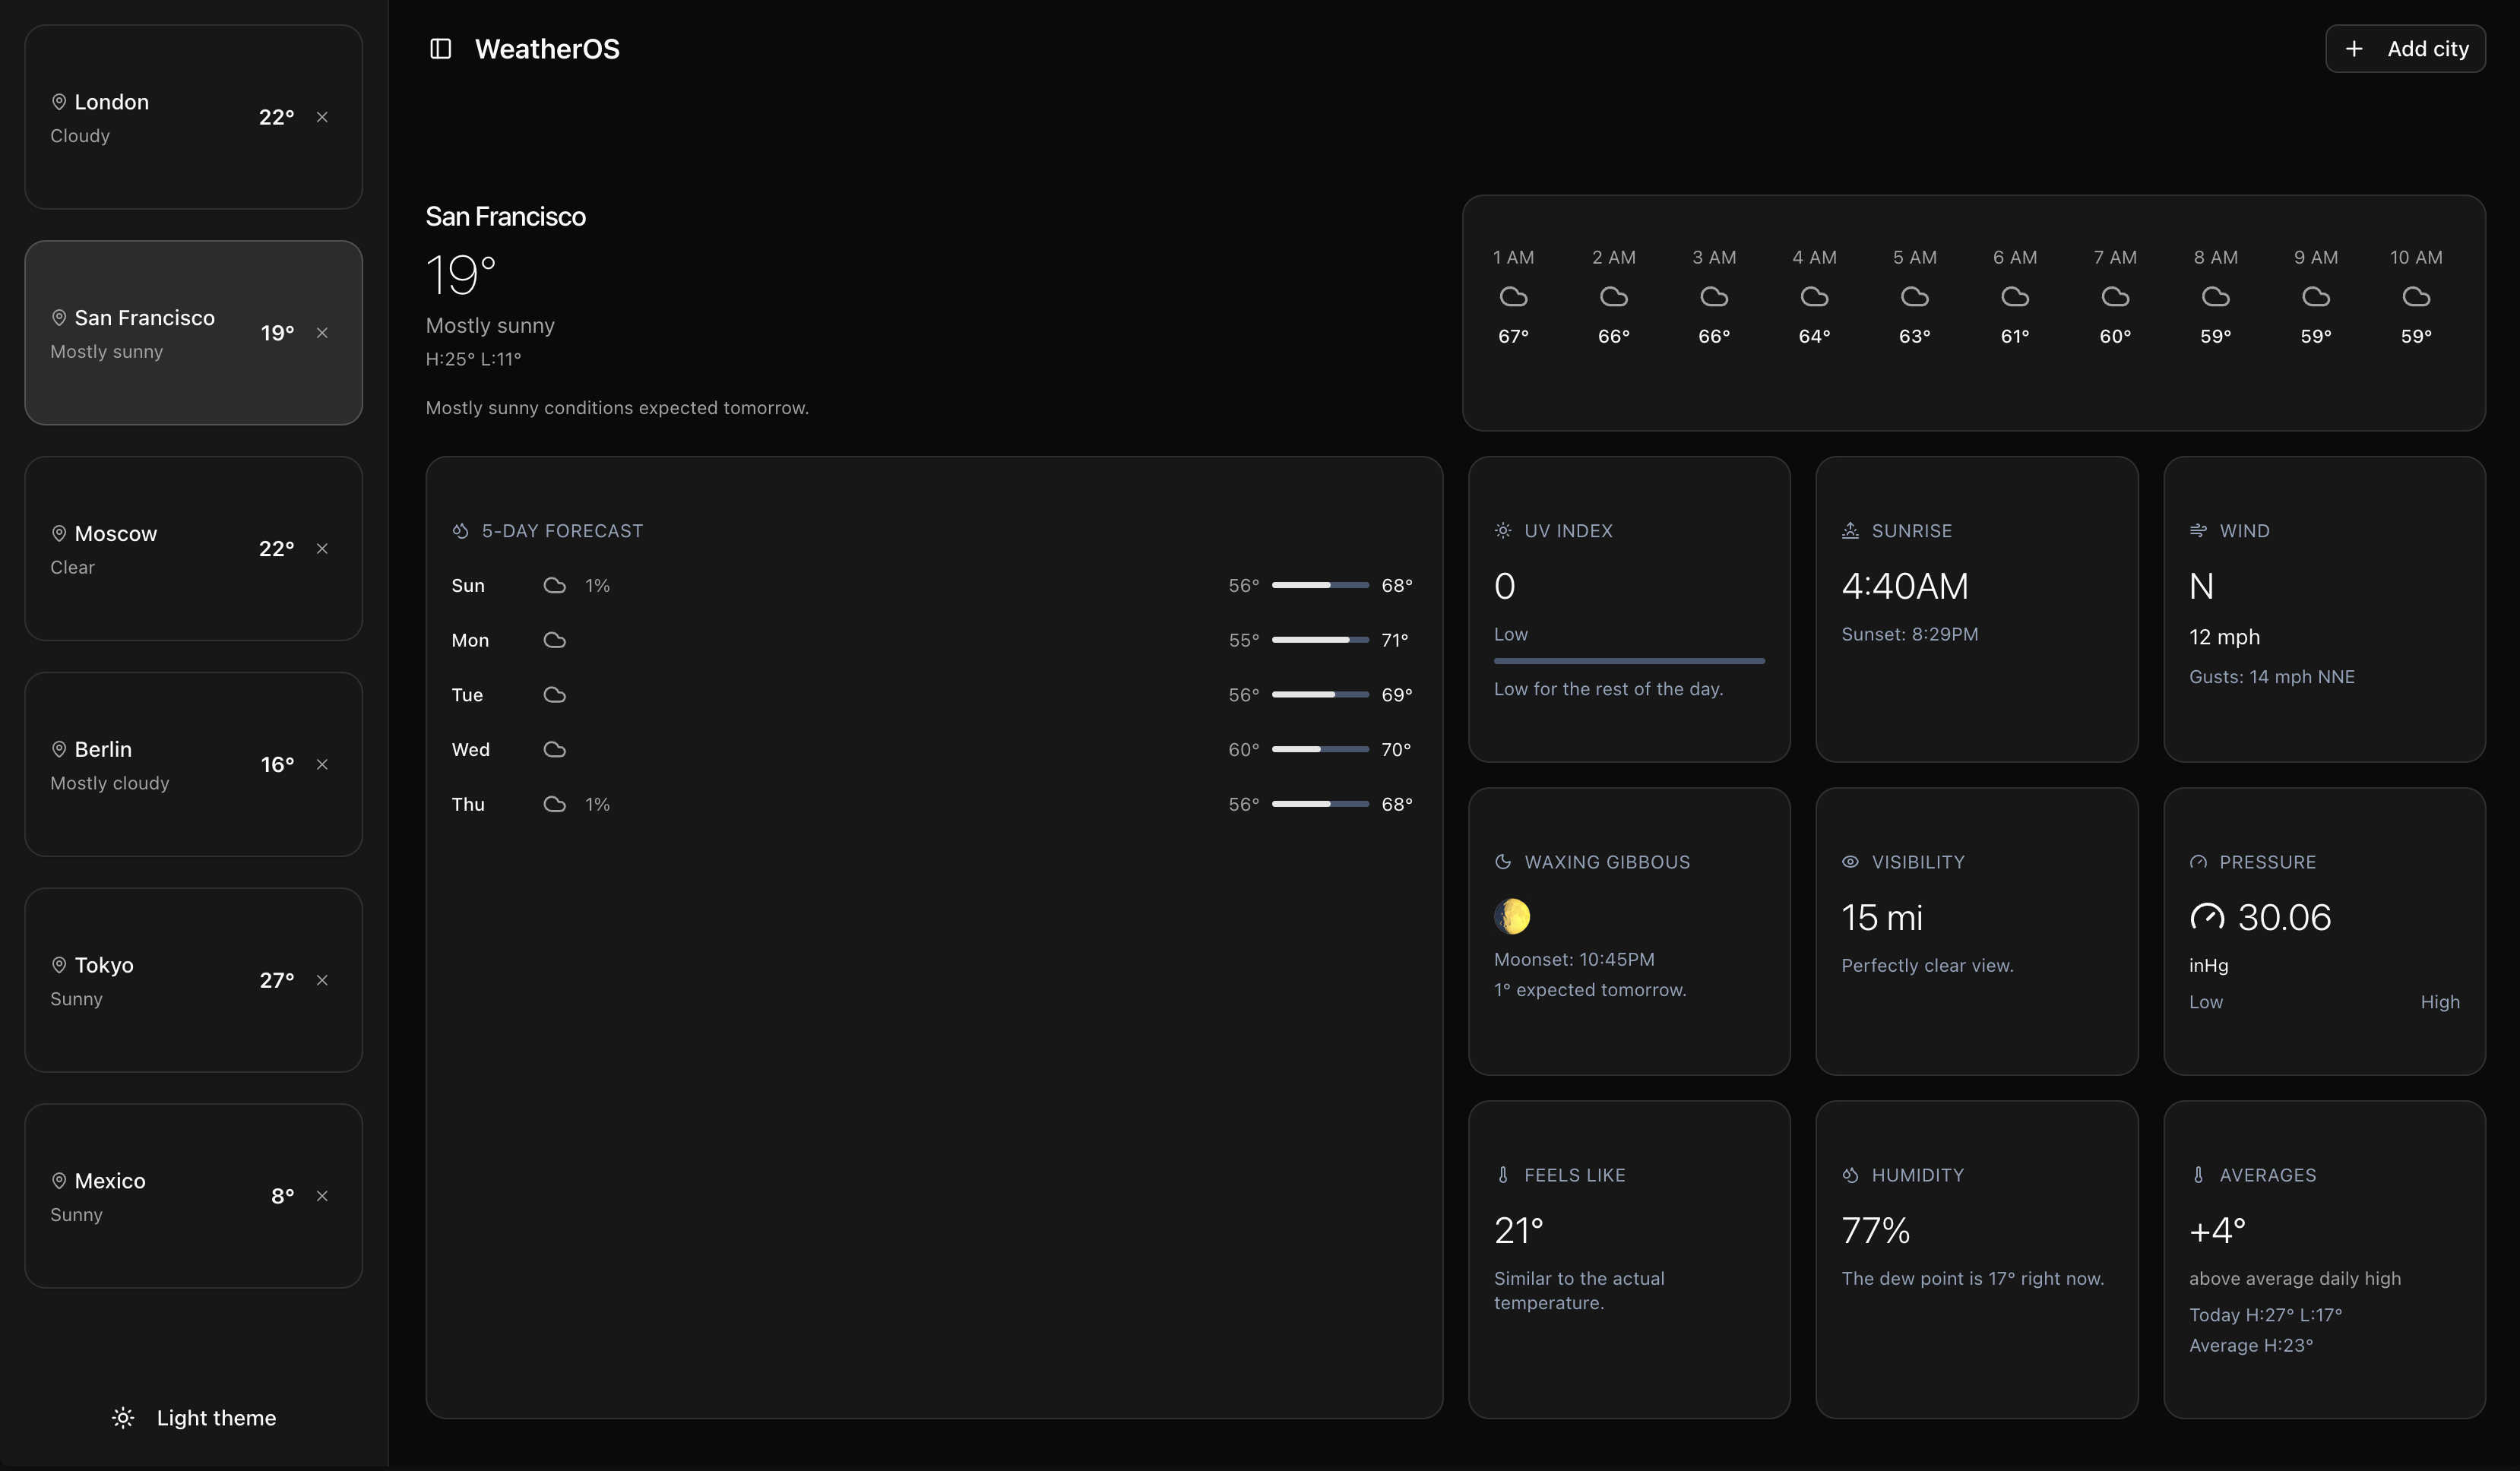 London
22°
Cloudy
San Francisco
19°
Mostly sunny
Moscow
22°
Clear
Berlin
16°
Mostly cloudy
Tokyo
27°
Sunny
Mexico
8°
Sunny
Light theme
WeatherOS
Add city
San Francisco
19°
Mostly sunny
H:25° L:11°
Mostly sunny conditions expected tomorrow.
1 AM 2 AM 3 AM 4 AM 5 AM 6 AM 7 AM 8 AM 9 AM 10 AM
67° 66° 66° 64° 63° 61° 60° 59° 59° 59°
5-DAY FORECAST
Sun 1% 56° 68°
Mon 55° 71°
Tue 56° 69°
Wed 60° 70°
Thu 1% 56° 68°
UV INDEX
0
Low
Low for the rest of the day.
SUNRISE
4:40AM
Sunset: 8:29PM
WIND
N
12 mph
Gusts: 14 mph NNE
WAXING GIBBOUS
Moonset: 10:45PM
1° expected tomorrow.
VISIBILITY
15 mi
Perfectly clear view.
PRESSURE
30.06
inHg
Low High
FEELS LIKE
21°
Similar to the actual
temperature.
HUMIDITY
77%
The dew point is 17° right now.
AVERAGES
+4°
above average daily high
Today H:27° L:17°
Average H:23°